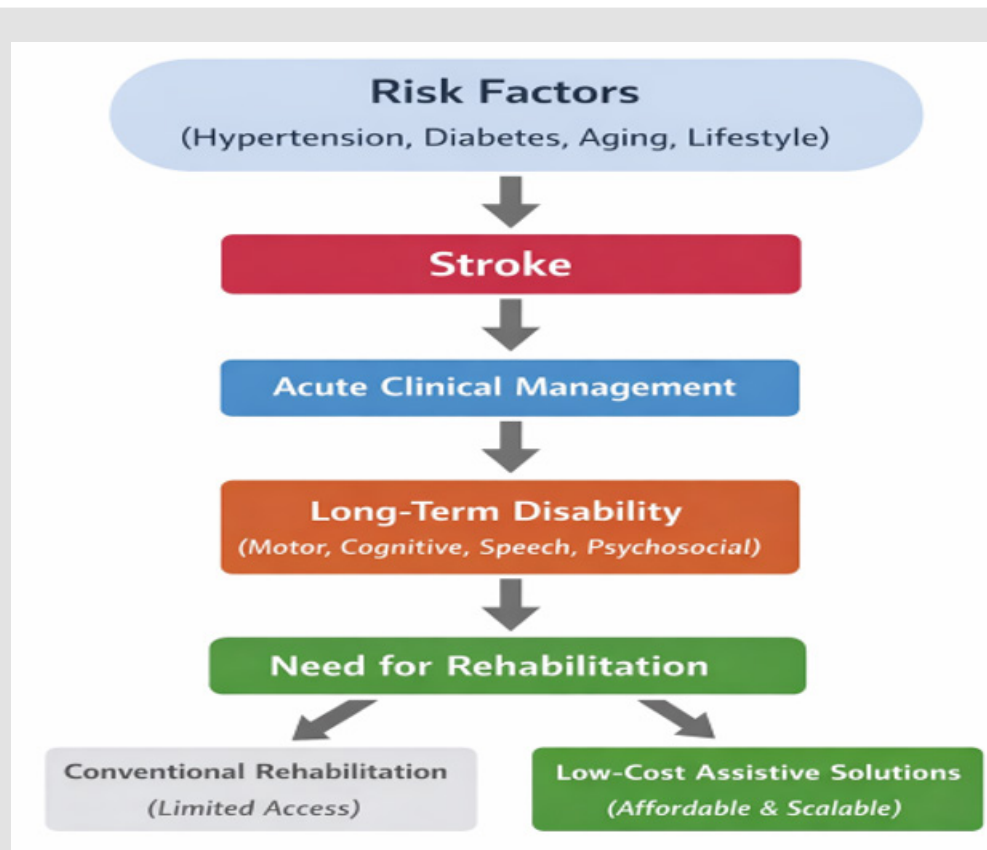 Risk Factors
(Hypertension, Diabetes, Aging, Lifestyle)
Stroke
Acute Clinical Management
Long-Term Disability
(Motor, Cognitive, Speech, Psychosocial)
Need for Rehabilitation
Conventional Rehabilitation
(Limited Access)
Low-Cost Assistive Solutions
(Affordable & Scalable)